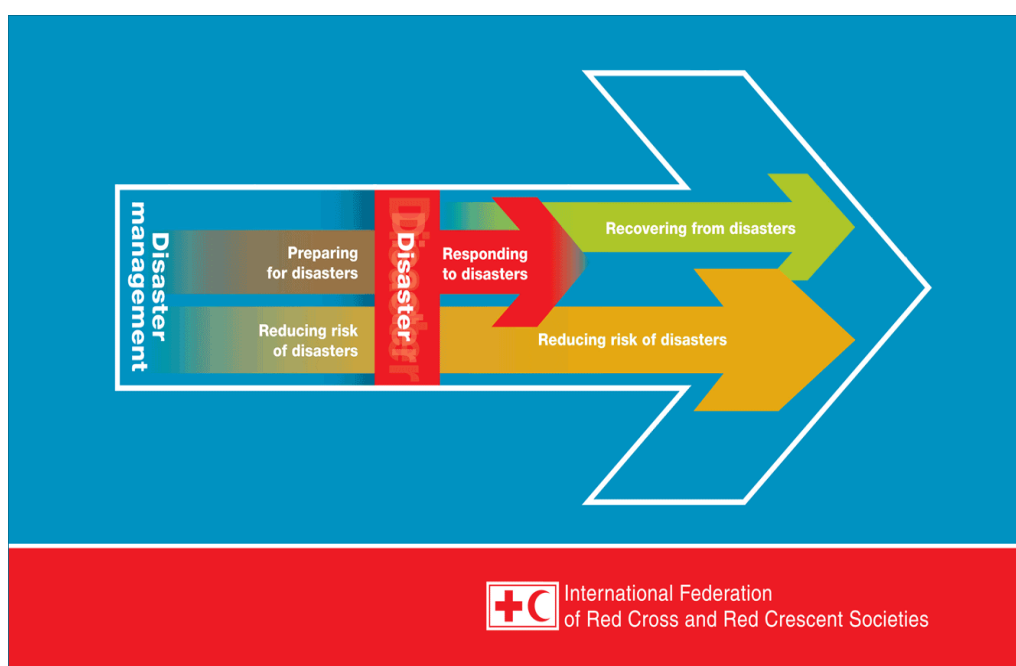 Disaster
management
Preparing
for disasters
Reducing risk
of disasters
Disaster
Responding
to disasters
Recovering from disasters
Reducing risk of disasters
International Federation
of Red Cross and Red Crescent Societies